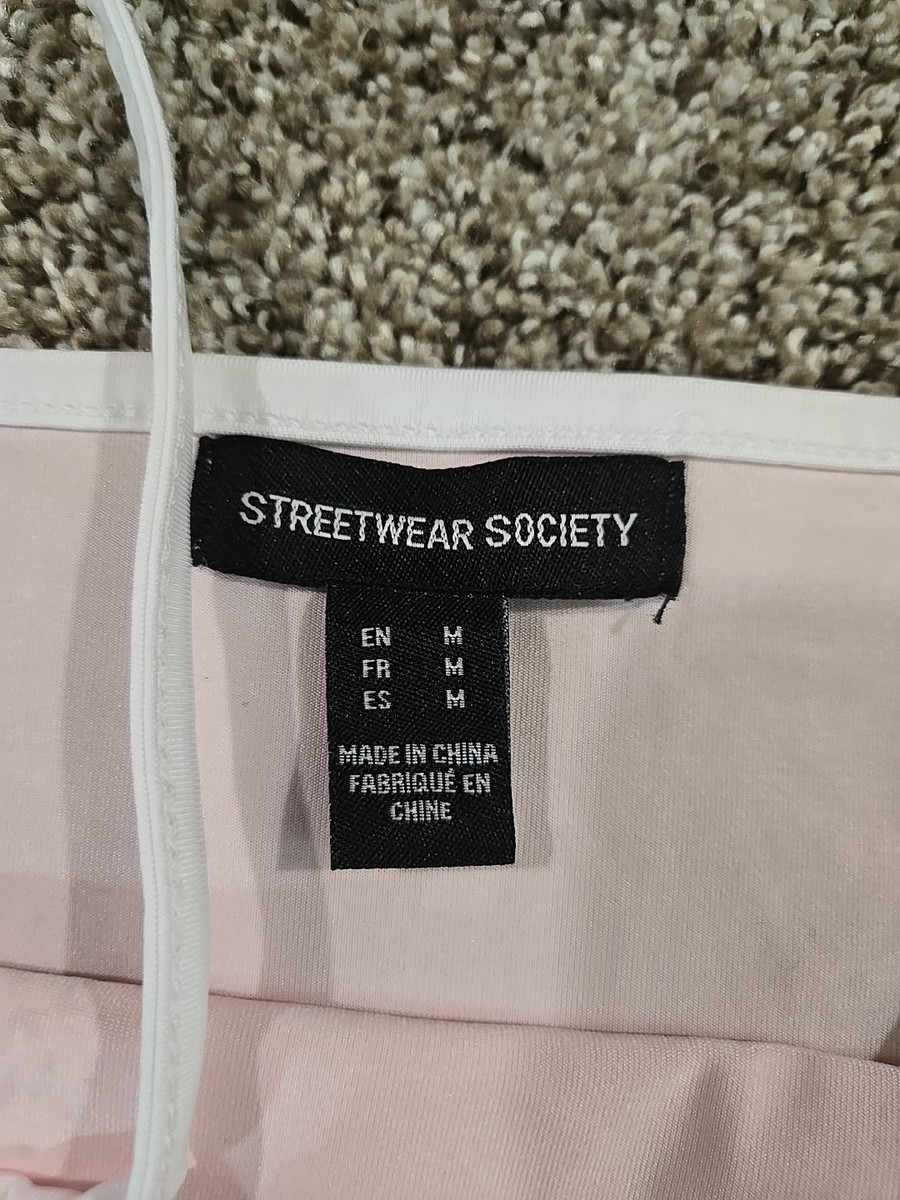 STREETWEAR SOCIETY
EN M
FR M
ES M
MADE IN CHINA
FABRIQUÉ EN
CHINE